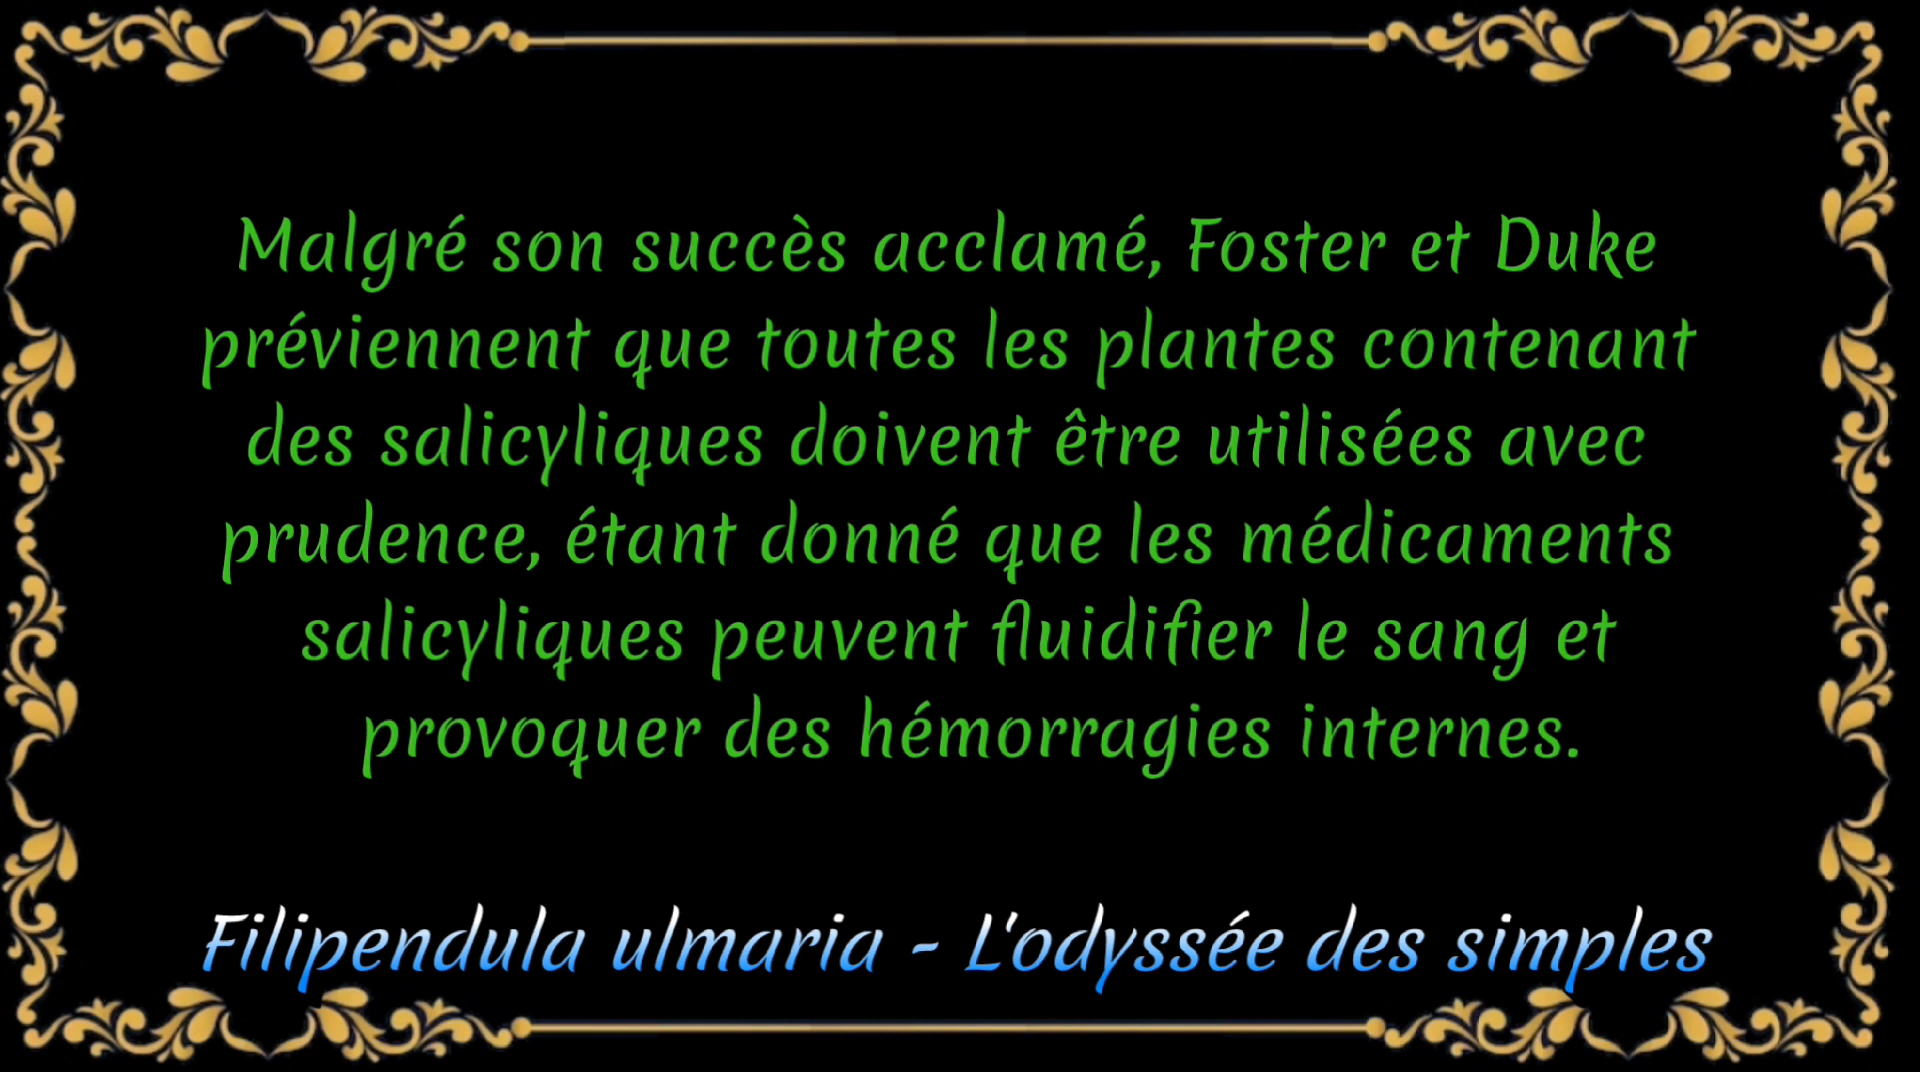 Malgré son succès acclamé, Foster et Duke
préviennent que toutes les plantes contenant
des salicyliques doivent être utilisées avec
prudence, étant donné que les médicaments
salicyliques peuvent fluidifier le sang et
provoquer des hémorragies internes.
Filipendula ulmaria - L'odyssée des simples